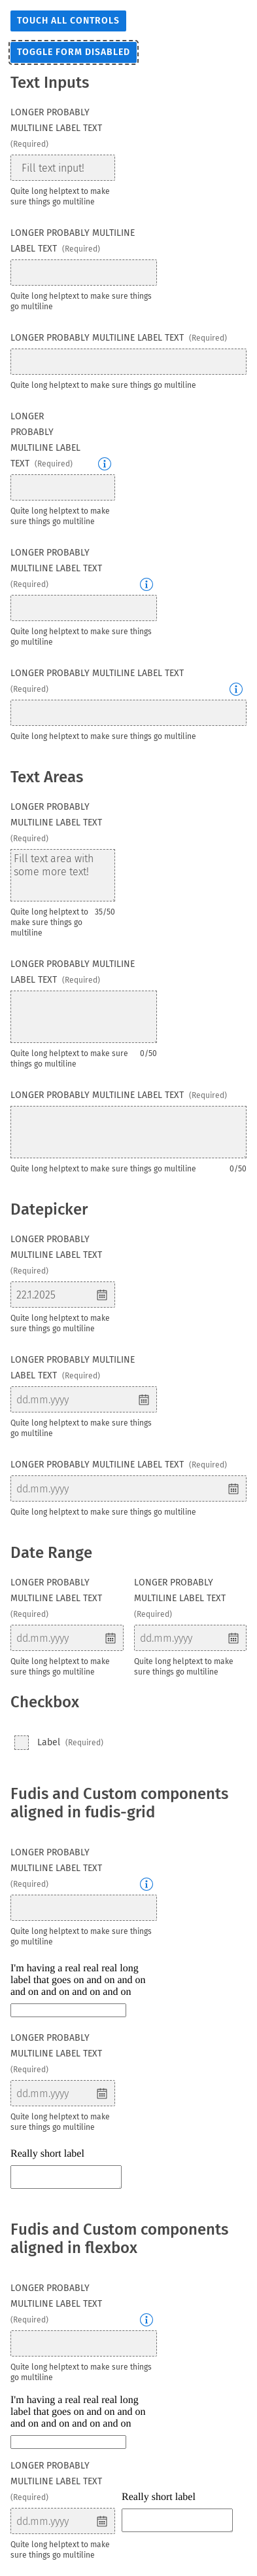 TOUCH ALL CONTROLS
TOGGLE FORM DISABLED
Text Inputs
LONGER PROBABLY
MULTILINE LABEL TEXT
(Required)
Fill text input!
Quite long helptext to make
sure things go multiline
LONGER PROBABLY MULTILINE
LABEL TEXT (Required)
Quite long helptext to make sure things
go multiline
LONGER PROBABLY MULTILINE LABEL TEXT (Required)
Quite long helptext to make sure things go multiline
LONGER
PROBABLY
MULTILINE LABEL
TEXT (Required)
Quite long helptext to make
sure things go multiline
LONGER PROBABLY
MULTILINE LABEL TEXT
(Required)
Quite long helptext to make sure things
go multiline
LONGER PROBABLY MULTILINE LABEL TEXT
(Required)
Quite long helptext to make sure things go multiline
Text Areas
LONGER PROBABLY
MULTILINE LABEL TEXT
(Required)
Fill text area with
some more text!
Quite long helptext to 35/50
make sure things go
multiline
LONGER PROBABLY MULTILINE
LABEL TEXT (Required)
Quite long helptext to make sure 0/50
things go multiline
LONGER PROBABLY MULTILINE LABEL TEXT (Required)
Quite long helptext to make sure things go multiline 0/50
Datepicker
LONGER PROBABLY
MULTILINE LABEL TEXT
(Required)
22.1.2025
Quite long helptext to make
sure things go multiline
LONGER PROBABLY MULTILINE
LABEL TEXT (Required)
dd.mm.yyyy
Quite long helptext to make sure things
go multiline
LONGER PROBABLY MULTILINE LABEL TEXT (Required)
dd.mm.yyyy
Quite long helptext to make sure things go multiline
Date Range
LONGER PROBABLY
MULTILINE LABEL TEXT
(Required)
dd.mm.yyyy
Quite long helptext to make
sure things go multiline
LONGER PROBABLY
MULTILINE LABEL TEXT
(Required)
dd.mm.yyyy
Quite long helptext to make
sure things go multiline
Checkbox
Label (Required)
Fudis and Custom components
aligned in fudis-grid
LONGER PROBABLY
MULTILINE LABEL TEXT
(Required)
Quite long helptext to make sure things
go multiline
I'm having a real real real long
label that goes on and on and on
and on and on and on and on
LONGER PROBABLY
MULTILINE LABEL TEXT
(Required)
dd.mm.yyyy
Quite long helptext to make
sure things go multiline
Really short label
Fudis and Custom components
aligned in flexbox
LONGER PROBABLY
MULTILINE LABEL TEXT
(Required)
Quite long helptext to make sure things
go multiline
I'm having a real real real long
label that goes on and on and on
and on and on and on and on
LONGER PROBABLY
MULTILINE LABEL TEXT
(Required)
dd.mm.yyyy
Quite long helptext to make
sure things go multiline
Really short label